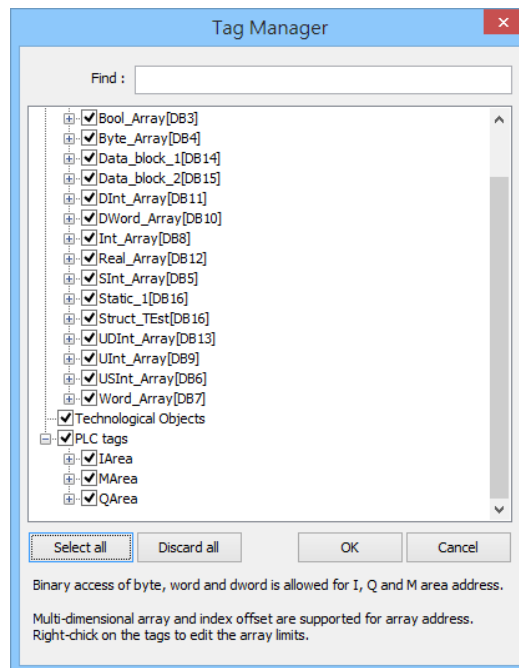 Tag Manager
Find :
Bool_Array[DB3]
Byte_Array[DB4]
Data_block_1[DB14]
Data_block_2[DB15]
DInt_Array[DB11]
DWord_Array[DB10]
Int_Array[DB8]
Real_Array[DB12]
SInt_Array[DB5]
Static_1[DB16]
Struct_TEst[DB16]
UDInt_Array[DB13]
UInt_Array[DB9]
USInt_Array[DB6]
Word_Array[DB7]
Technological Objects
PLC tags
IArea
MArea
QArea
Select all Discard all OK Cancel
Binary access of byte, word and dword is allowed for I, Q and M area address.
Multi-dimensional array and index offset are supported for array address.
Right-chick on the tags to edit the array limits.